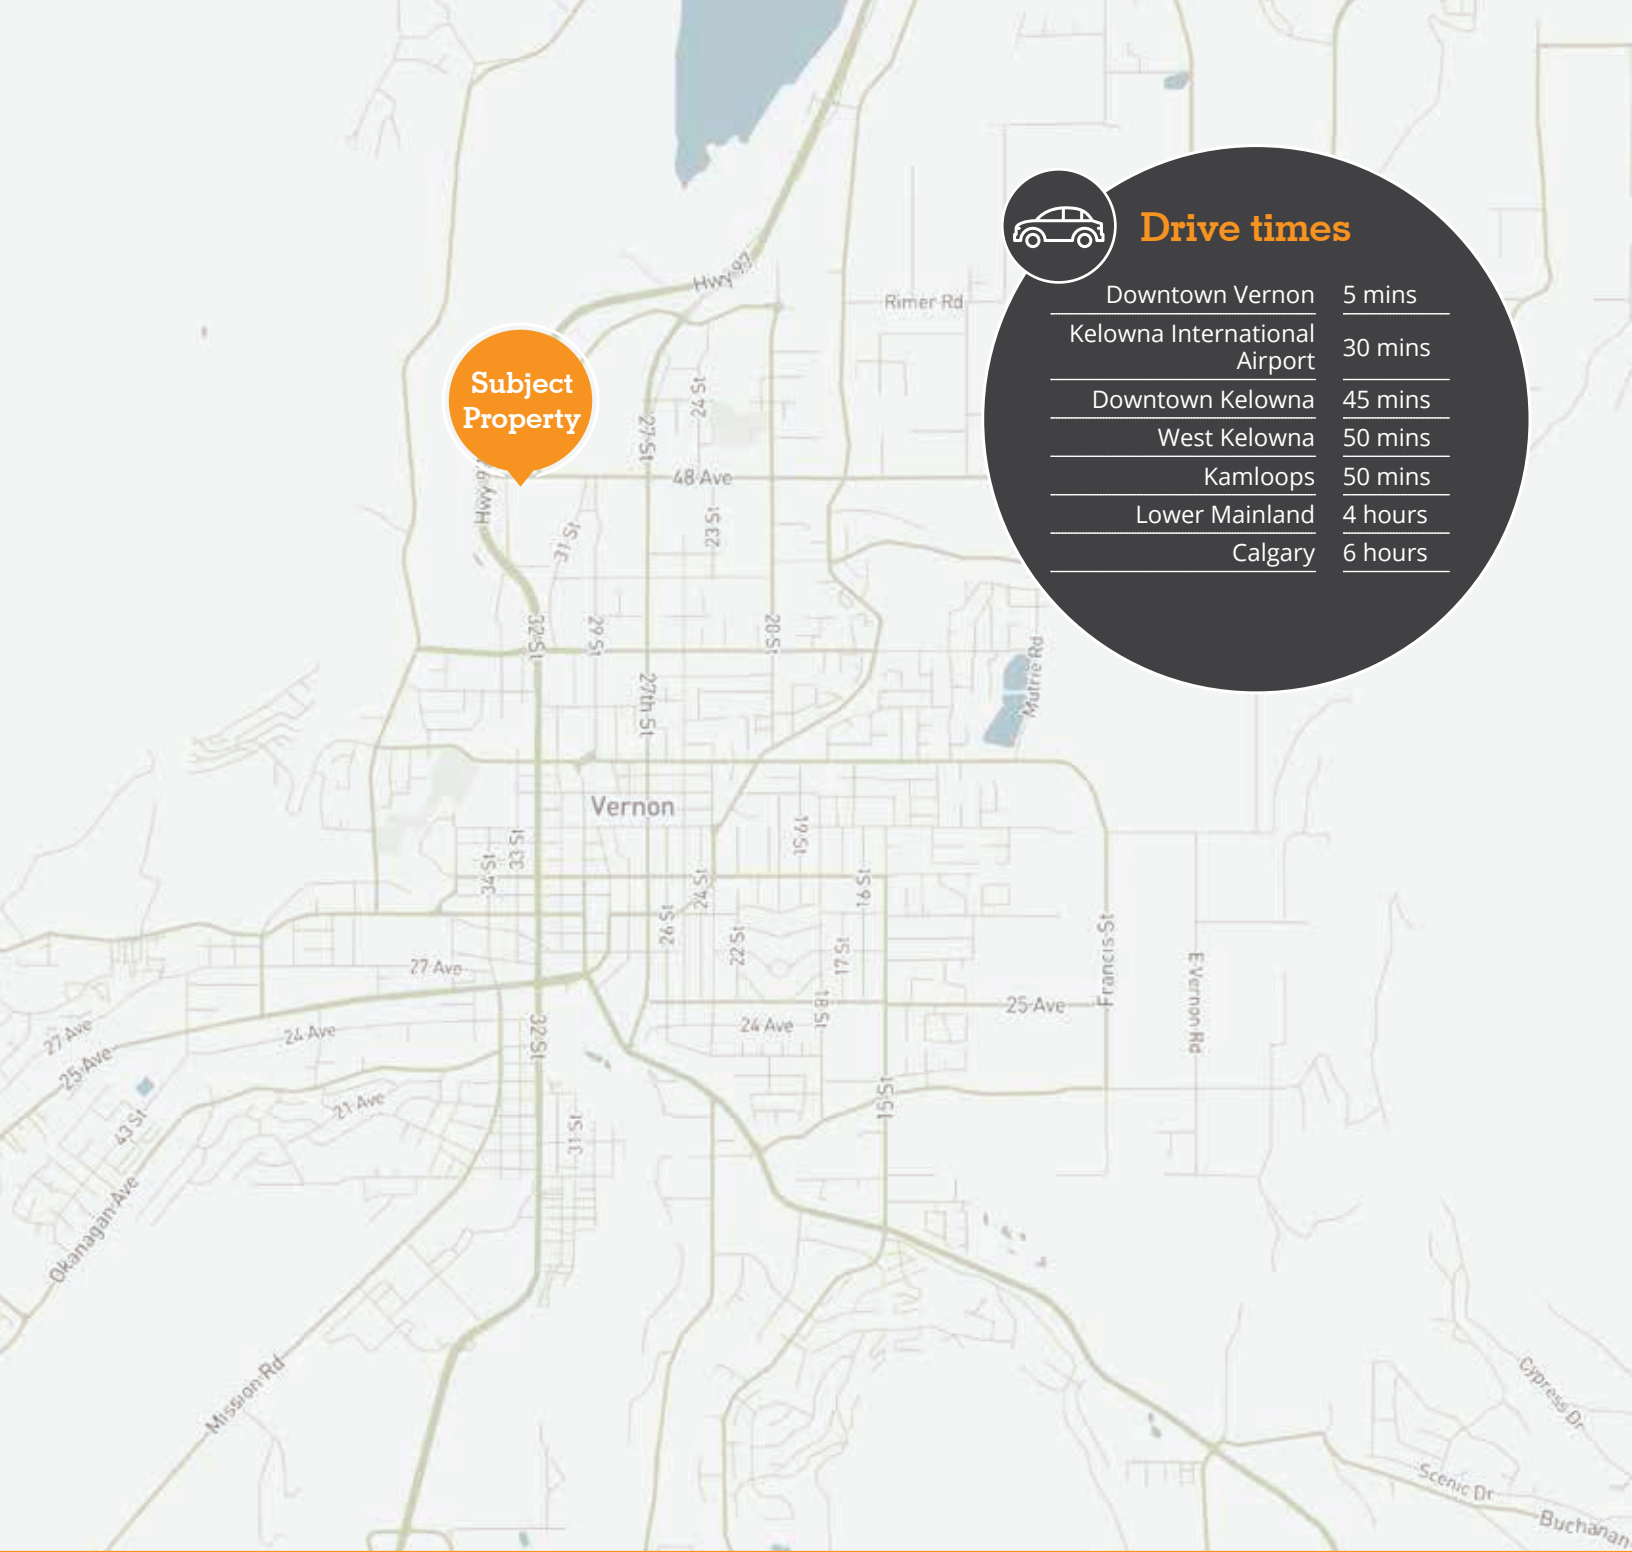 Drive times
Downtown Vernon 5 mins
Kelowna International
Airport 30 mins
Downtown Kelowna 45 mins
West Kelowna 50 mins
Kamloops 50 mins
Lower Mainland 4 hours
Calgary 6 hours
Hwy 97
Rimer Rd
Subject
Property
24 St
27 St
48 Ave
Hwy 97
23 St
31 St
32 St
29 St
20 St
Mutrie Rd
27th St
Vernon
19 St
33 St
34 St
24 St
16 St
26 St
22 St
17 St
Francis St
E Vernon Rd
27 Ave
18 St
25 Ave
24 Ave
32 St
24 Ave
27 Ave
25 Ave
21 Ave
15 St
43 St
31 St
Okanagan Ave
Mission Rd
Cypress Dr
Scenic Dr
Buchanan